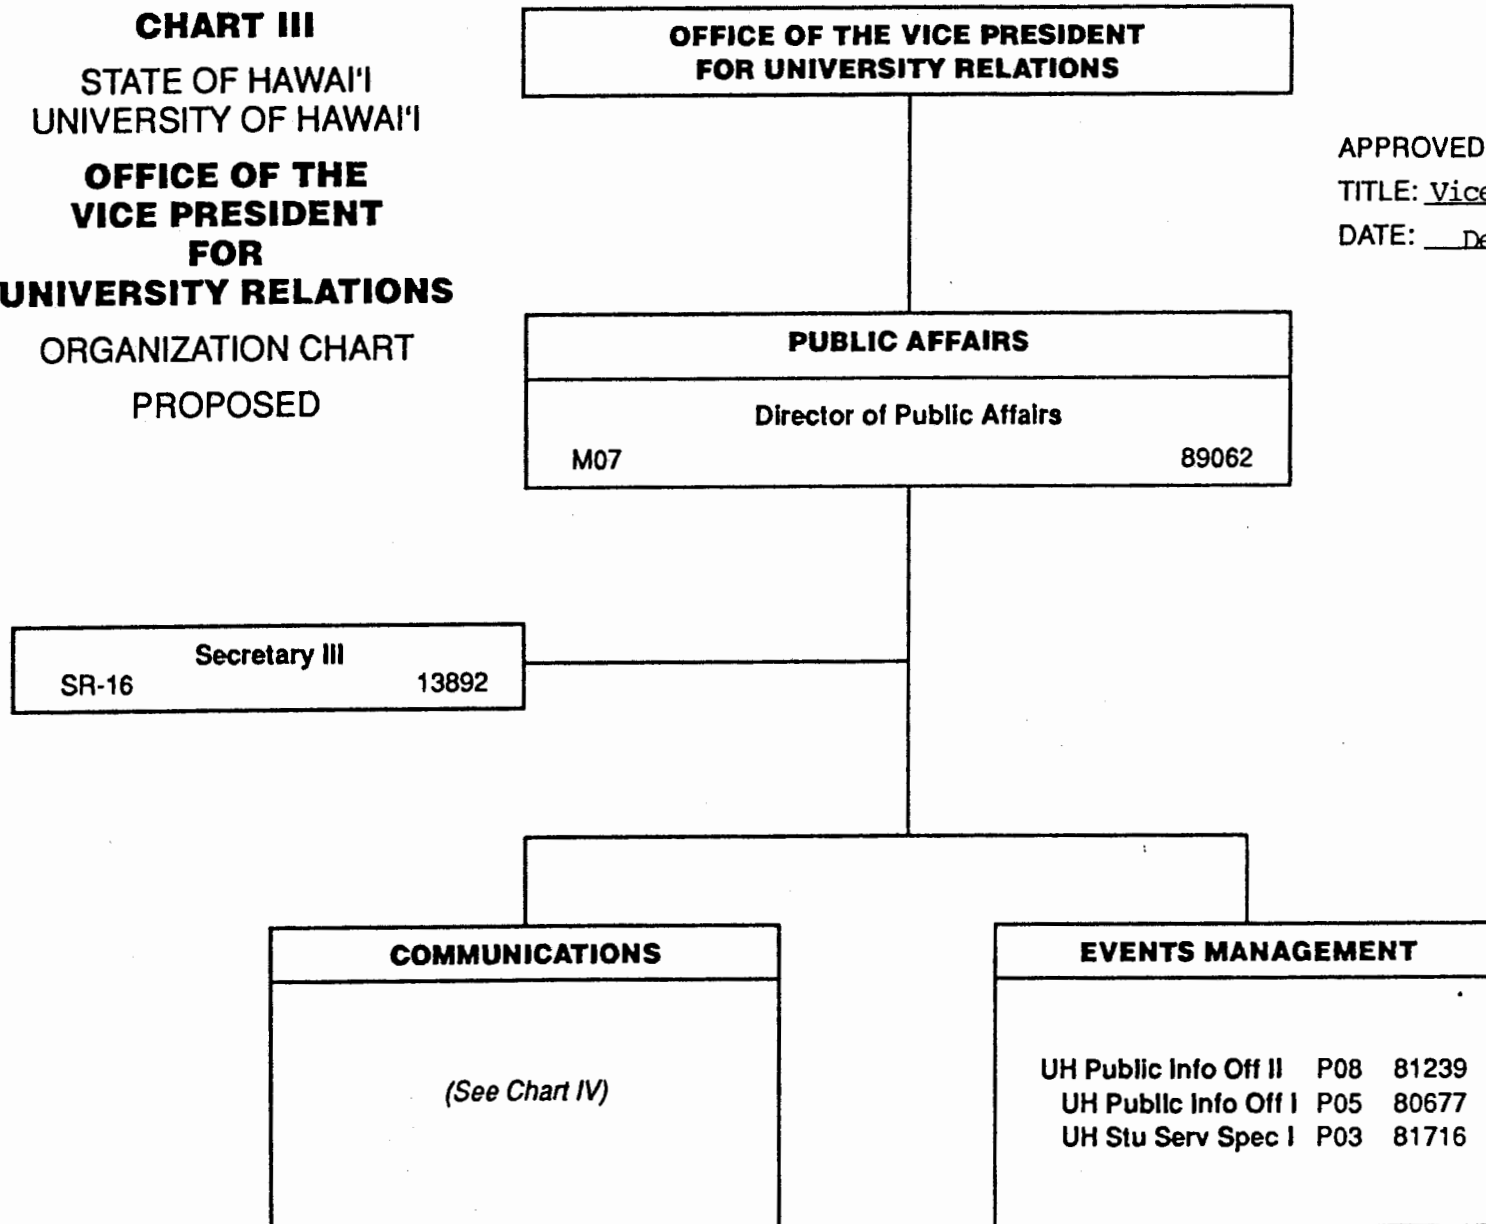 CHART III
STATE OF HAWAI'I
UNIVERSITY OF HAWAI'I
OFFICE OF THE
VICE PRESIDENT
FOR
UNIVERSITY RELATIONS
ORGANIZATION CHART
PROPOSED
OFFICE OF THE VICE PRESIDENT
FOR UNIVERSITY RELATIONS
APPROVED
TITLE: Vice
DATE:
PUBLIC AFFAIRS
Director of Public Affairs
M07 89062
Secretary III
SR-16 13892
COMMUNICATIONS
(See Chart IV)
EVENTS MANAGEMENT
UH Public Info Off II P08 81239
UH Public Info Off I P05 80677
UH Stu Serv Spec I P03 81716